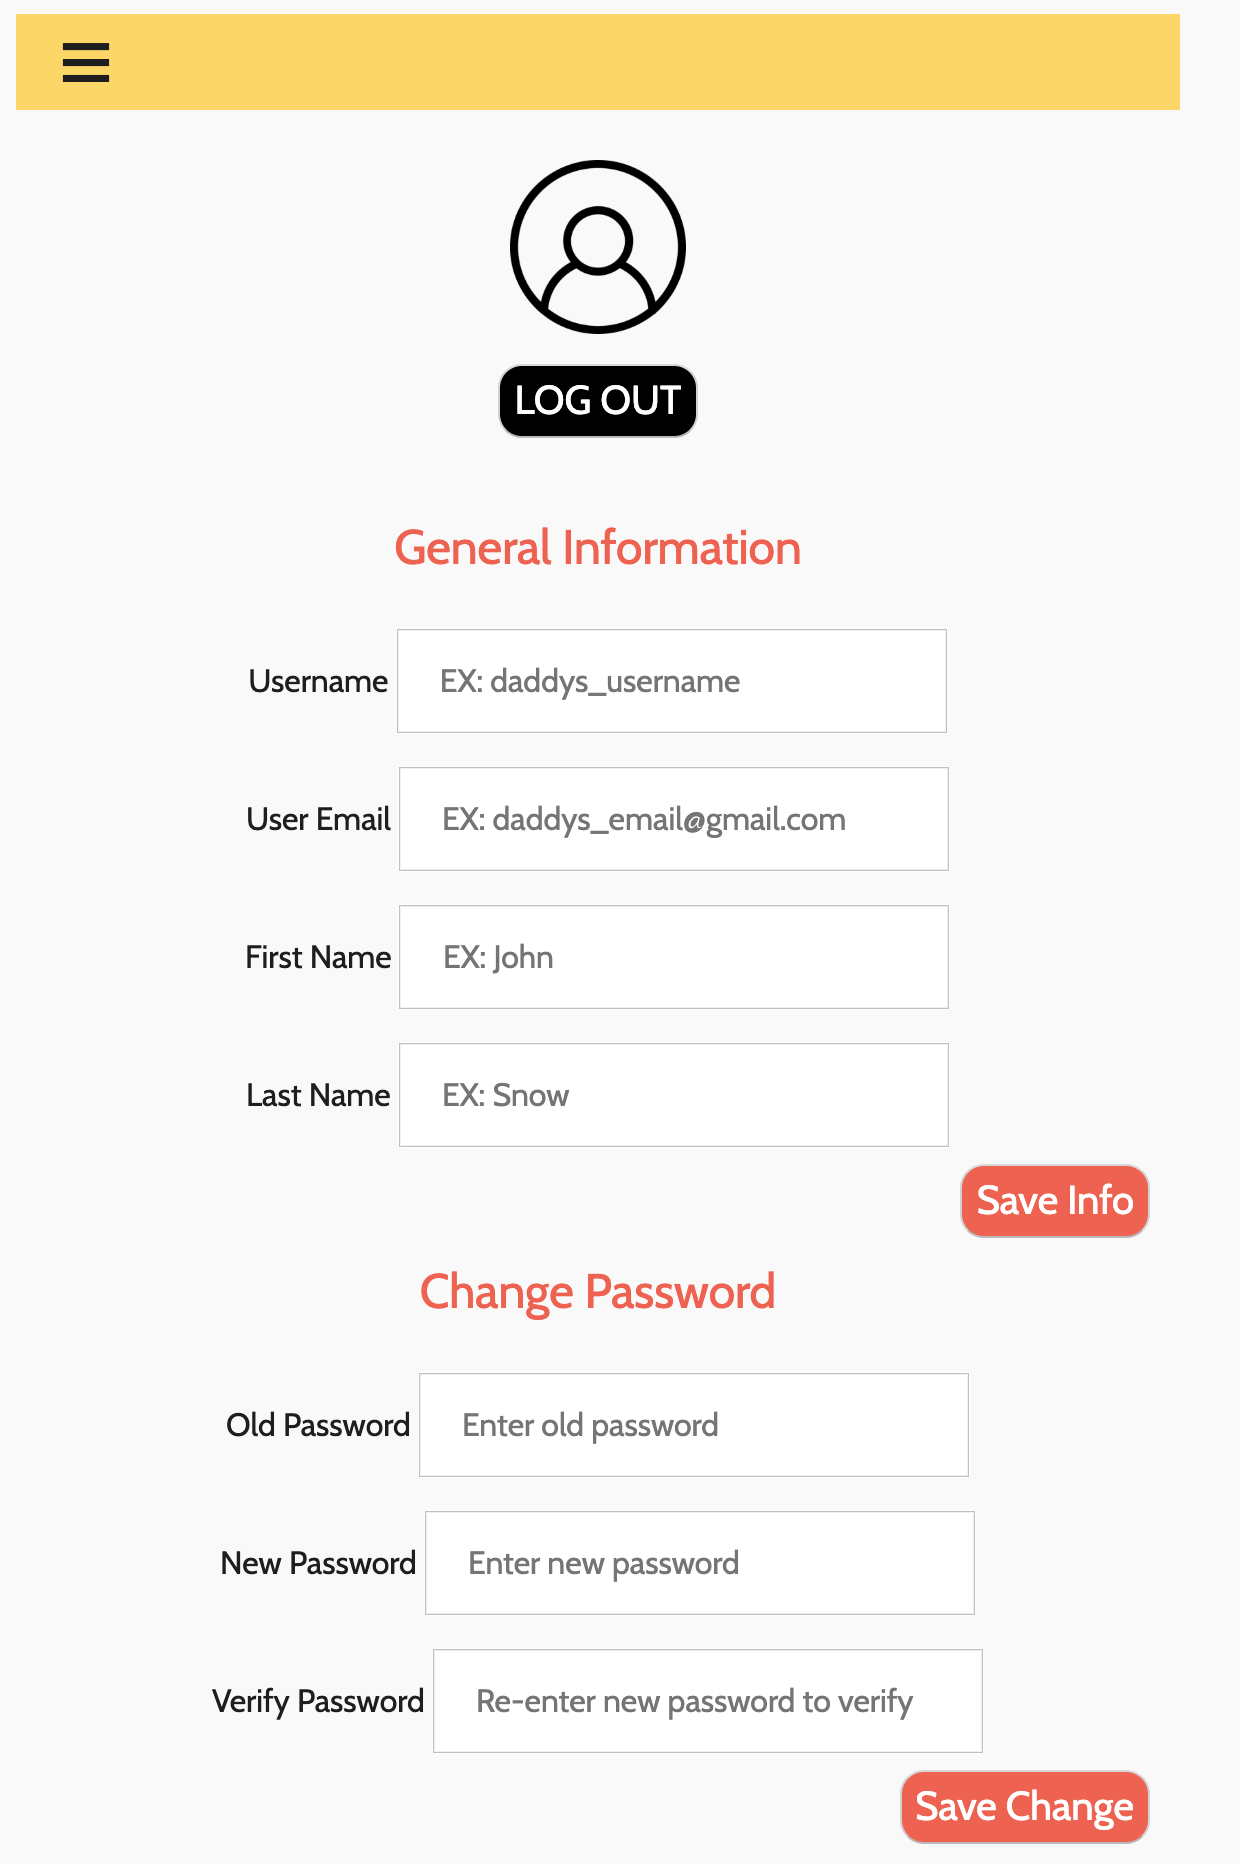 LOG OUT
General Information
Username EX: daddys_username
User Email EX: daddys_email@gmail.com
First Name EX: John
Last Name EX: Snow
Save Info
Change Password
Old Password Enter old password
New Password Enter new password
Verify Password Re-enter new password to verify
Save Change